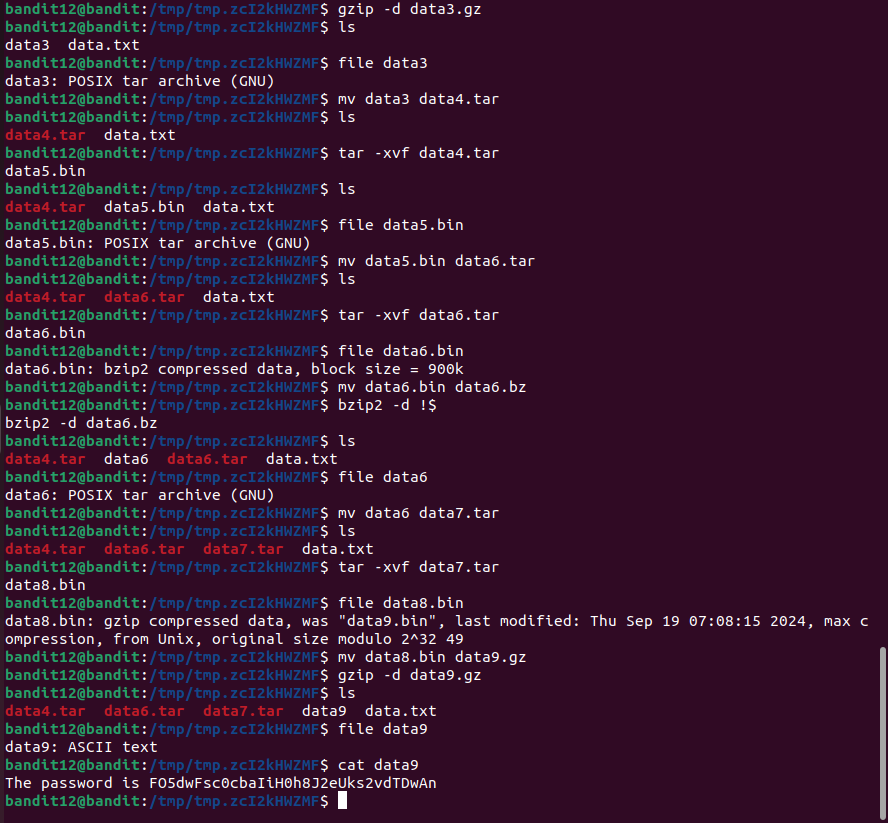 bandit12@bandit:/tmp/tmp.zcI2kHWZMF$ gzip -d data3.gz
bandit12@bandit:/tmp/tmp.zcI2kHWZMF$ ls
data3  data.txt
bandit12@bandit:/tmp/tmp.zcI2kHWZMF$ file data3
data3: POSIX tar archive (GNU)
bandit12@bandit:/tmp/tmp.zcI2kHWZMF$ mv data3 data4.tar
bandit12@bandit:/tmp/tmp.zcI2kHWZMF$ ls
data4.tar  data.txt
bandit12@bandit:/tmp/tmp.zcI2kHWZMF$ tar -xvf data4.tar
data5.bin
bandit12@bandit:/tmp/tmp.zcI2kHWZMF$ ls
data4.tar  data5.bin  data.txt
bandit12@bandit:/tmp/tmp.zcI2kHWZMF$ file data5.bin
data5.bin: POSIX tar archive (GNU)
bandit12@bandit:/tmp/tmp.zcI2kHWZMF$ mv data5.bin data6.tar
bandit12@bandit:/tmp/tmp.zcI2kHWZMF$ ls
data4.tar  data6.tar  data.txt
bandit12@bandit:/tmp/tmp.zcI2kHWZMF$ tar -xvf data6.tar
data6.bin
bandit12@bandit:/tmp/tmp.zcI2kHWZMF$ file data6.bin
data6.bin: bzip2 compressed data, block size = 900k
bandit12@bandit:/tmp/tmp.zcI2kHWZMF$ mv data6.bin data6.bz
bandit12@bandit:/tmp/tmp.zcI2kHWZMF$ bzip2 -d !$
bzip2 -d data6.bz
bandit12@bandit:/tmp/tmp.zcI2kHWZMF$ ls
data4.tar  data6  data6.tar  data.txt
bandit12@bandit:/tmp/tmp.zcI2kHWZMF$ file data6
data6: POSIX tar archive (GNU)
bandit12@bandit:/tmp/tmp.zcI2kHWZMF$ mv data6 data7.tar
bandit12@bandit:/tmp/tmp.zcI2kHWZMF$ ls
data4.tar  data6.tar  data7.tar  data.txt
bandit12@bandit:/tmp/tmp.zcI2kHWZMF$ tar -xvf data7.tar
data8.bin
bandit12@bandit:/tmp/tmp.zcI2kHWZMF$ file data8.bin
data8.bin: gzip compressed data, was "data9.bin", last modified: Thu Sep 19 07:08:15 2024, max c
ompression, from Unix, original size modulo 2^32 49
bandit12@bandit:/tmp/tmp.zcI2kHWZMF$ mv data8.bin data9.gz
bandit12@bandit:/tmp/tmp.zcI2kHWZMF$ gzip -d data9.gz
bandit12@bandit:/tmp/tmp.zcI2kHWZMF$ ls
data4.tar  data6.tar  data7.tar  data9  data.txt
bandit12@bandit:/tmp/tmp.zcI2kHWZMF$ file data9
data9: ASCII text
bandit12@bandit:/tmp/tmp.zcI2kHWZMF$ cat data9
The password is FO5dwFsc0cbaIiH0h8J2eUks2vdTDwAn
bandit12@bandit:/tmp/tmp.zcI2kHWZMF$